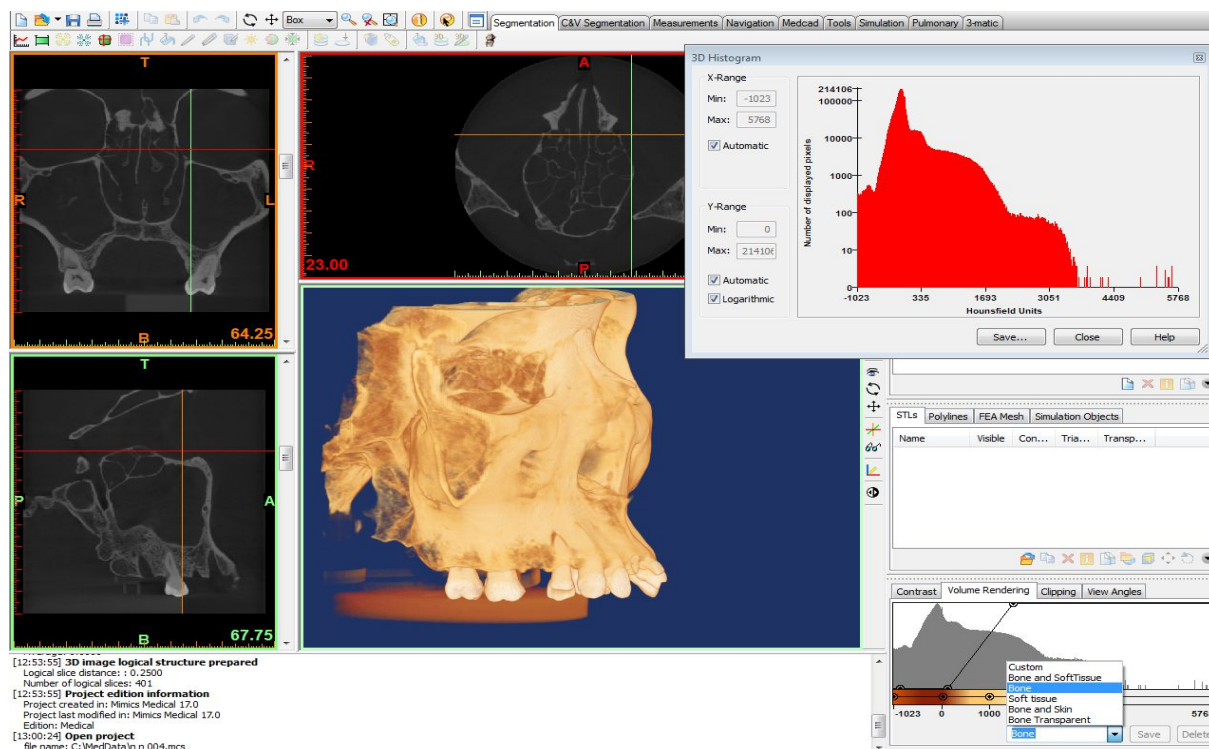 Box
Segmentation C&V Segmentation Measurements Navigation Medcad Tools Simulation Pulmonary 3-matic
T
R
L
B
64.25
A
R
P
23.00
3D Histogram
X-Range
Min: -1023
Max: 5768
Automatic
Y-Range
Min: 0
Max: 214106
Automatic
Logarithmic
Number of displayed pixels
214106
100000
10000
1000
100
10
0
-1023 335 1693 3051 4409 5768
Hounsfield Units
Save... Close Help
T
P
A
B
67.75
STLs Polylines FEA Mesh Simulation Objects
Name Visible Con... Tria... Transp...
Contrast Volume Rendering Clipping View Angles
Custom
Bone and SoftTissue
Bone
Soft tissue
Bone and Skin
Bone Transparent
-1023 0 1000
Bone
Save Delete
[12:53:55] 3D image logical structure prepared
Logical slice distance: : 0.2500
Number of logical slices: 401
[12:53:55] Project edition information
Project created in: Mimics Medical 17.0
Project last modified in: Mimics Medical 17.0
Edition: Medical
[13:00:24] Open project